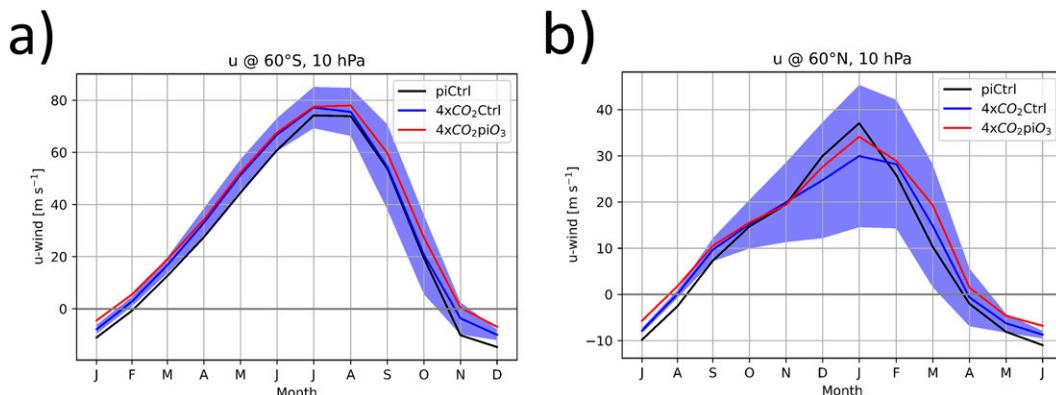 a)
u @ 60°S, 10 hPa
piCtrl
4xCO₂Ctrl
4xCO₂piO₃
u-wind [m s⁻¹]
80
60
40
20
0
J F M A M J J A S O N D
Month
b)
u @ 60°N, 10 hPa
piCtrl
4xCO₂Ctrl
4xCO₂piO₃
u-wind [m s⁻¹]
40
30
20
10
0
−10
J A S O N D J F M A M J
Month